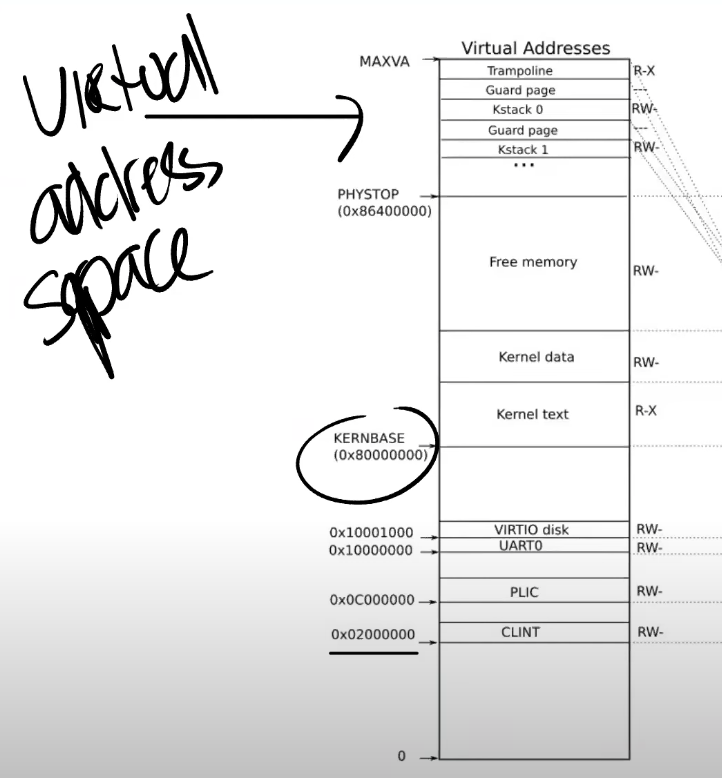 Virtual
address
space
Virtual Addresses
MAXVA
Trampoline
R-X
Guard page
---
Kstack 0
RW-
Guard page
---
Kstack 1
RW-
...
PHYSTOP
(0x86400000)
Free memory
RW-
Kernel data
RW-
Kernel text
R-X
KERNBASE
(0x80000000)
0x10001000
VIRTIO disk
RW-
0x10000000
UART0
RW-
0x0C000000
PLIC
RW-
0x02000000
CLINT
RW-
0